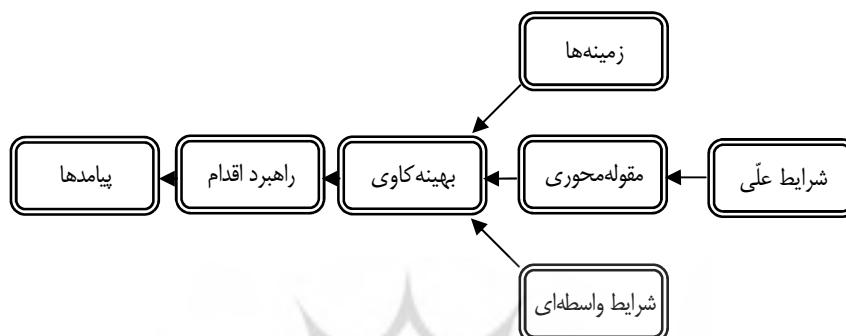 زمینه‌ها
شرایط علّی
مقوله‌محوری
بهینه‌کاوی
راهبرد اقدام
پیامدها
شرایط واسطه‌ای